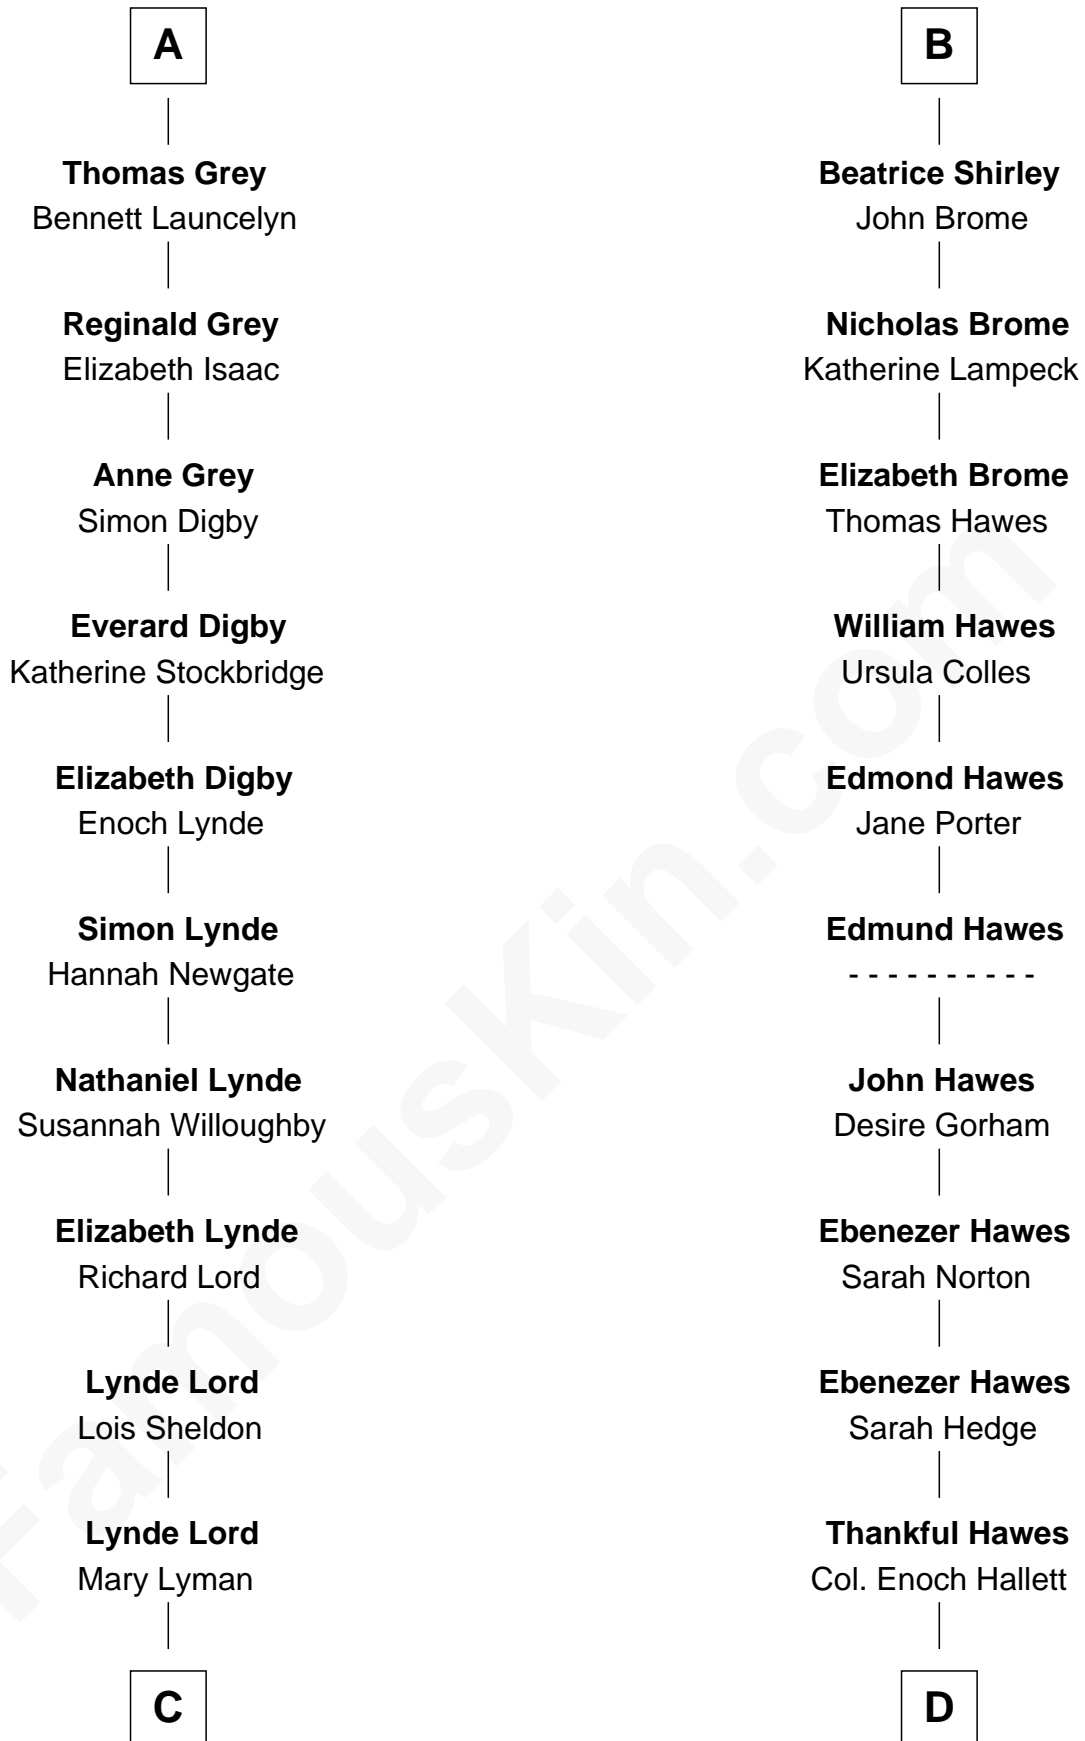 A
Thomas Grey
Bennett Launcelyn
Reginald Grey
Elizabeth Isaac
Anne Grey
Simon Digby
Everard Digby
Katherine Stockbridge
Elizabeth Digby
Enoch Lynde
Simon Lynde
Hannah Newgate
Nathaniel Lynde
Susannah Willoughby
Elizabeth Lynde
Richard Lord
Lynde Lord
Lois Sheldon
Lynde Lord
Mary Lyman
C
B
Beatrice Shirley
John Brome
Nicholas Brome
Katherine Lampeck
Elizabeth Brome
Thomas Hawes
William Hawes
Ursula Colles
Edmond Hawes
Jane Porter
Edmund Hawes
- - - - - - - - - -
John Hawes
Desire Gorham
Ebenezer Hawes
Sarah Norton
Ebenezer Hawes
Sarah Hedge
Thankful Hawes
Col. Enoch Hallett
D
FamousKin.com